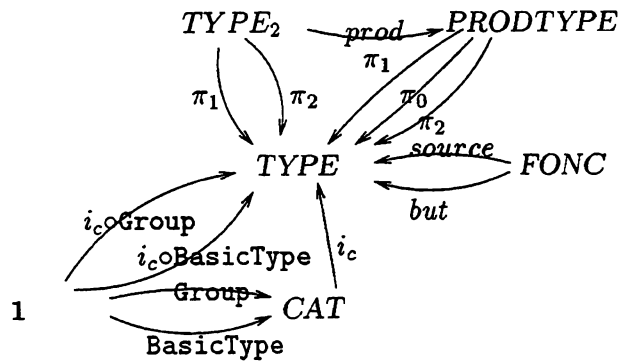 TYPE₂ prod PRODTYPE
π₁
π₁ π₂ π₀
π₂
TYPE source FONC
but
i_c∘Group
i_c∘BasicType i_c
Group
1 CAT
BasicType